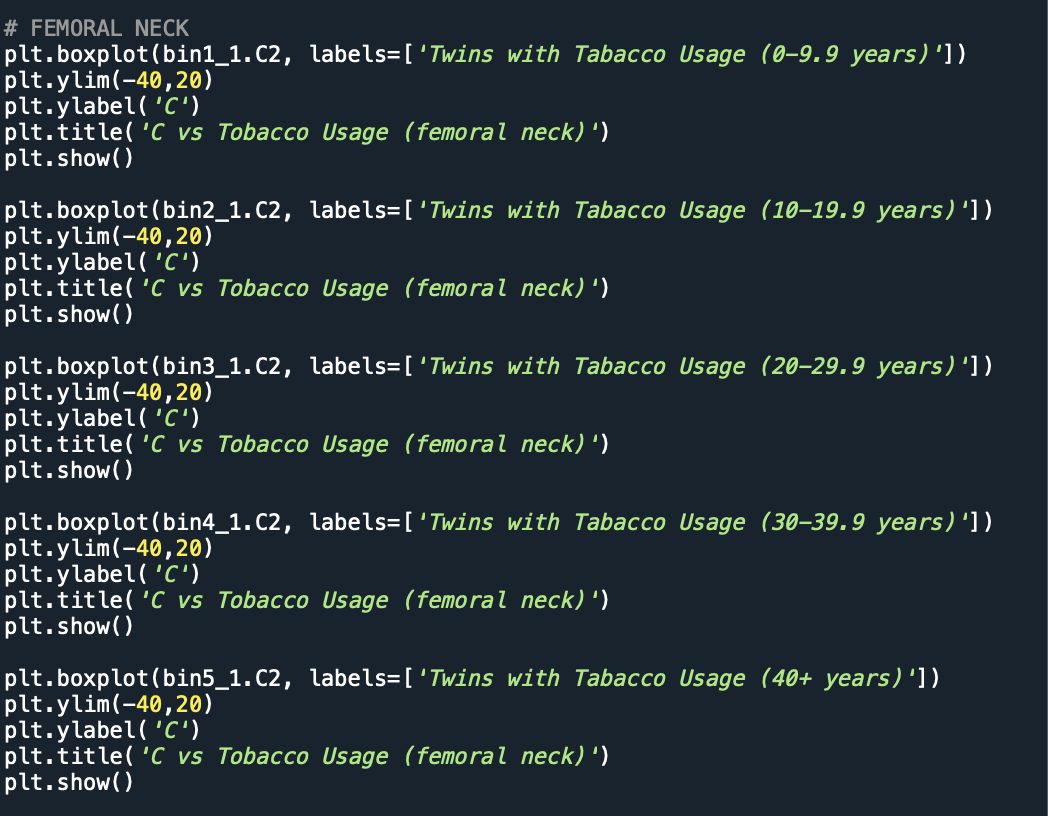 # FEMORAL NECK
plt.boxplot(bin1_1.C2, labels=['Twins with Tabacco Usage (0-9.9 years)'])
plt.ylim(-40,20)
plt.ylabel('C')
plt.title('C vs Tobacco Usage (femoral neck)')
plt.show()

plt.boxplot(bin2_1.C2, labels=['Twins with Tabacco Usage (10-19.9 years)'])
plt.ylim(-40,20)
plt.ylabel('C')
plt.title('C vs Tobacco Usage (femoral neck)')
plt.show()

plt.boxplot(bin3_1.C2, labels=['Twins with Tabacco Usage (20-29.9 years)'])
plt.ylim(-40,20)
plt.ylabel('C')
plt.title('C vs Tobacco Usage (femoral neck)')
plt.show()

plt.boxplot(bin4_1.C2, labels=['Twins with Tabacco Usage (30-39.9 years)'])
plt.ylim(-40,20)
plt.ylabel('C')
plt.title('C vs Tobacco Usage (femoral neck)')
plt.show()

plt.boxplot(bin5_1.C2, labels=['Twins with Tabacco Usage (40+ years)'])
plt.ylim(-40,20)
plt.ylabel('C')
plt.title('C vs Tobacco Usage (femoral neck)')
plt.show()